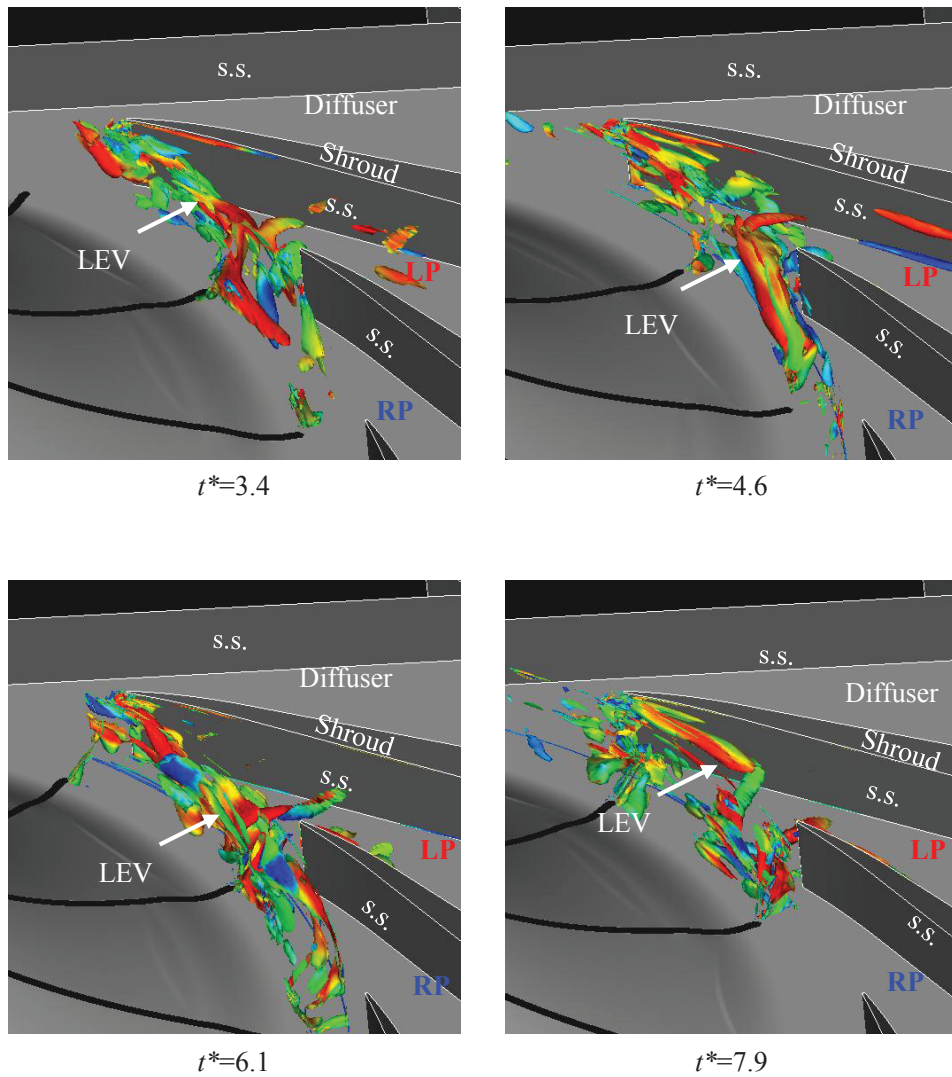 s.s.
Diffuser
Shroud
s.s.
LEV
LP
s.s.
RP
t*=3.4
s.s.
Diffuser
Shroud
s.s.
LP
LEV
s.s.
RP
t*=4.6
s.s.
Diffuser
Shroud
s.s.
LP
LEV
s.s.
RP
t*=6.1
s.s.
Diffuser
Shroud
s.s.
LEV
LP
s.s.
RP
t*=7.9